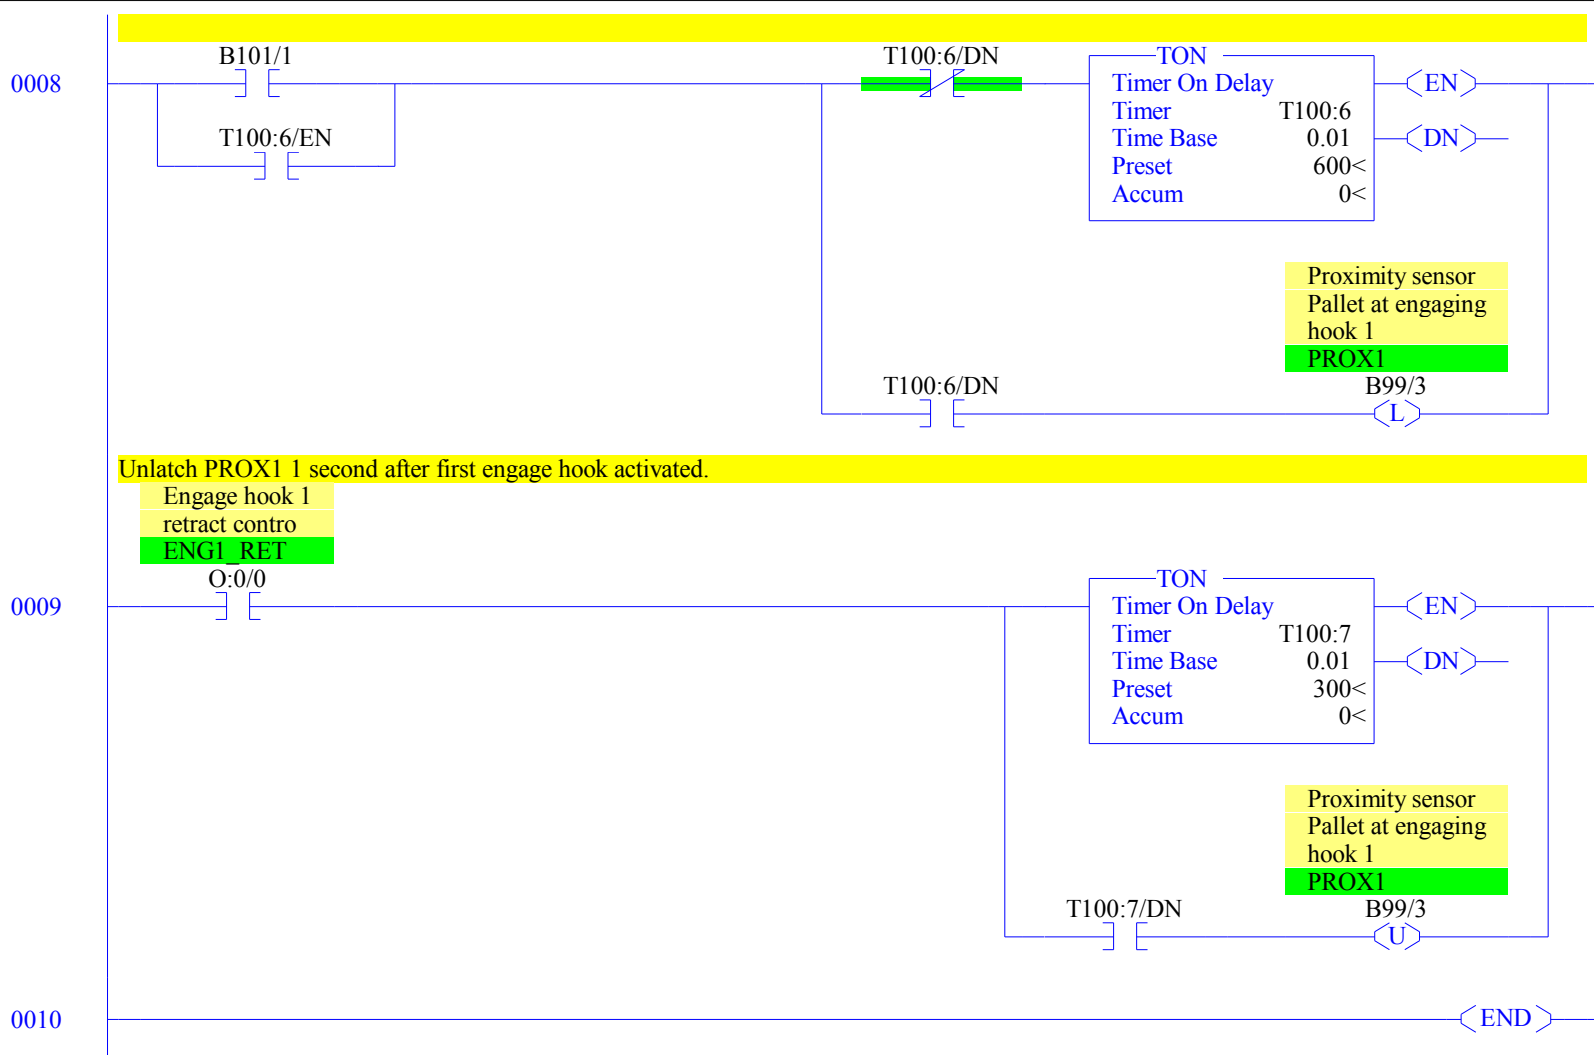 B101/1
T100:6/DN
TON
0008
Timer On Delay
EN
Timer T100:6
T100:6/EN
Time Base 0.01
DN
Preset 600<
Accum 0<
Proximity sensor
Pallet at engaging
hook 1
PROX1
T100:6/DN
B99/3
L
Unlatch PROX1 1 second after first engage hook activated.
Engage hook 1
retract contro
ENG1_RET
O:0/0
TON
0009
Timer On Delay
EN
Timer T100:7
Time Base 0.01
DN
Preset 300<
Accum 0<
Proximity sensor
Pallet at engaging
hook 1
PROX1
T100:7/DN
B99/3
U
0010
END